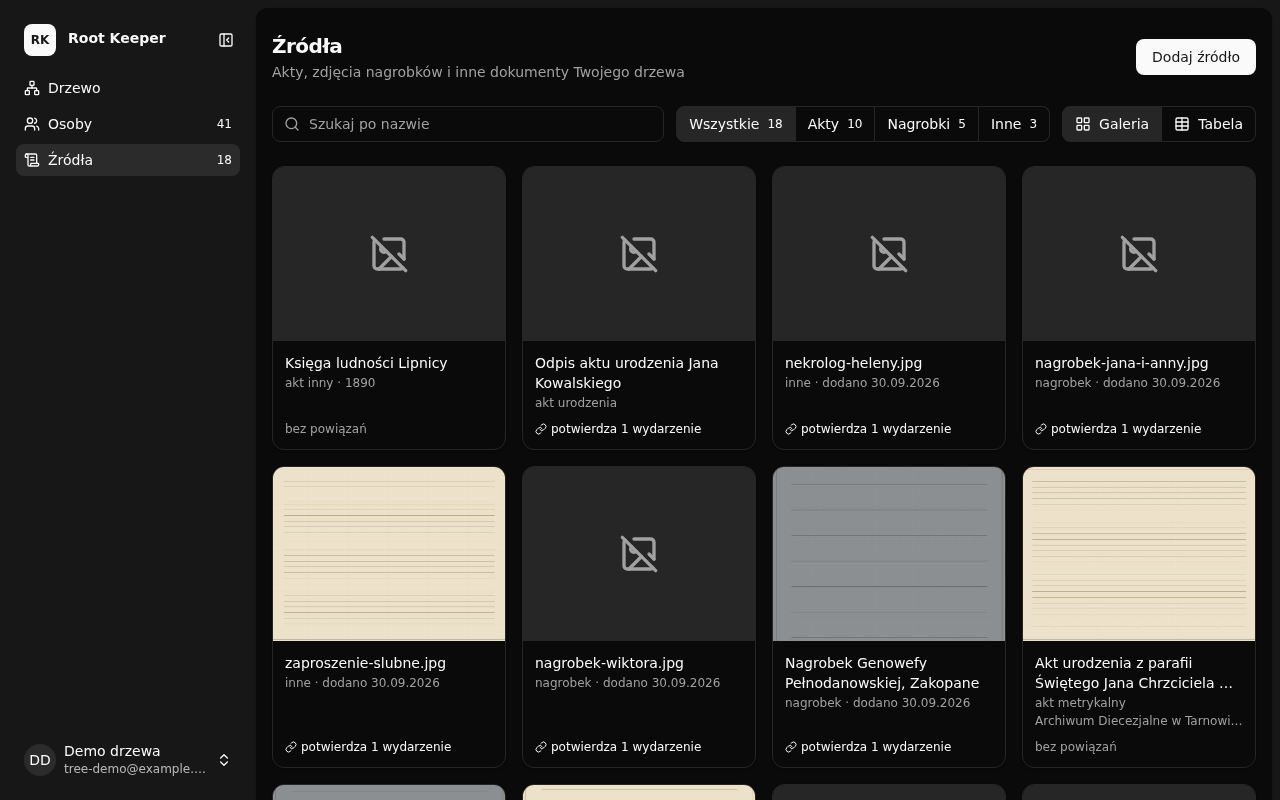 RK Root Keeper
Drzewo
Osoby 41
Źródła 18
Źródła
Akty, zdjęcia nagrobków i inne dokumenty Twojego drzewa
Dodaj źródło
Szukaj po nazwie
Wszystkie 18 Akty 10 Nagrobki 5 Inne 3
Galeria Tabela
Księga ludności Lipnicy
akt inny · 1890
bez powiązań
Odpis aktu urodzenia Jana
Kowalskiego
akt urodzenia
potwierdza 1 wydarzenie
nekrolog-heleny.jpg
inne · dodano 30.09.2026
potwierdza 1 wydarzenie
nagrobek-jana-i-anny.jpg
nagrobek · dodano 30.09.2026
potwierdza 1 wydarzenie
zaproszenie-slubne.jpg
inne · dodano 30.09.2026
potwierdza 1 wydarzenie
nagrobek-wiktora.jpg
nagrobek · dodano 30.09.2026
potwierdza 1 wydarzenie
Nagrobek Genowefy
Pełnodanowskiej, Zakopane
nagrobek · dodano 30.09.2026
potwierdza 1 wydarzenie
Akt urodzenia z parafii
Świętego Jana Chrzciciela ...
akt metrykalny
Archiwum Diecezjalne w Tarnowi...
bez powiązań
DD Demo drzewa
tree-demo@example....